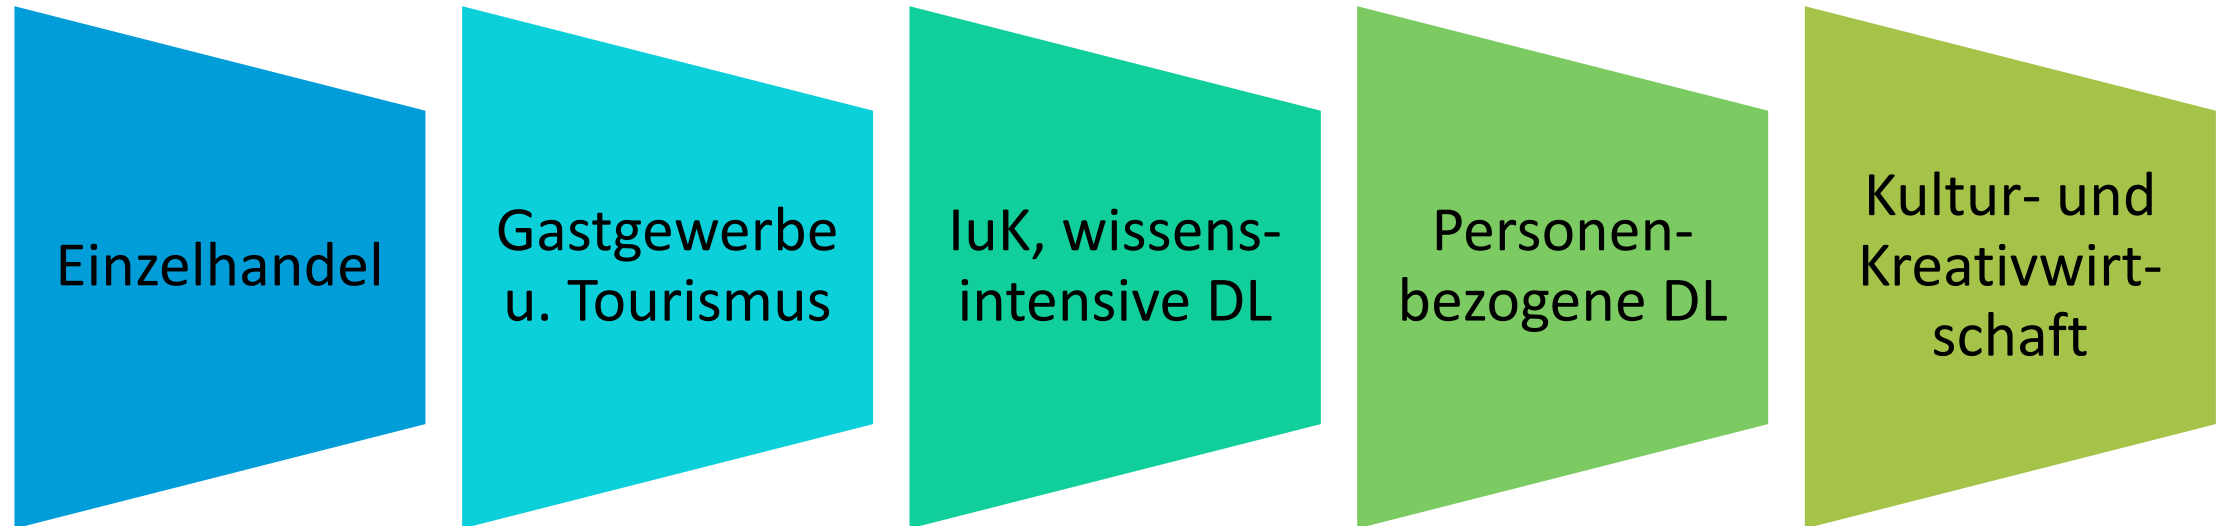 Einzelhandel
Gastgewerbe
u. Tourismus
IuK, wissens-
intensive DL
Personen-
bezogene DL
Kultur- und
Kreativwirt-
schaft